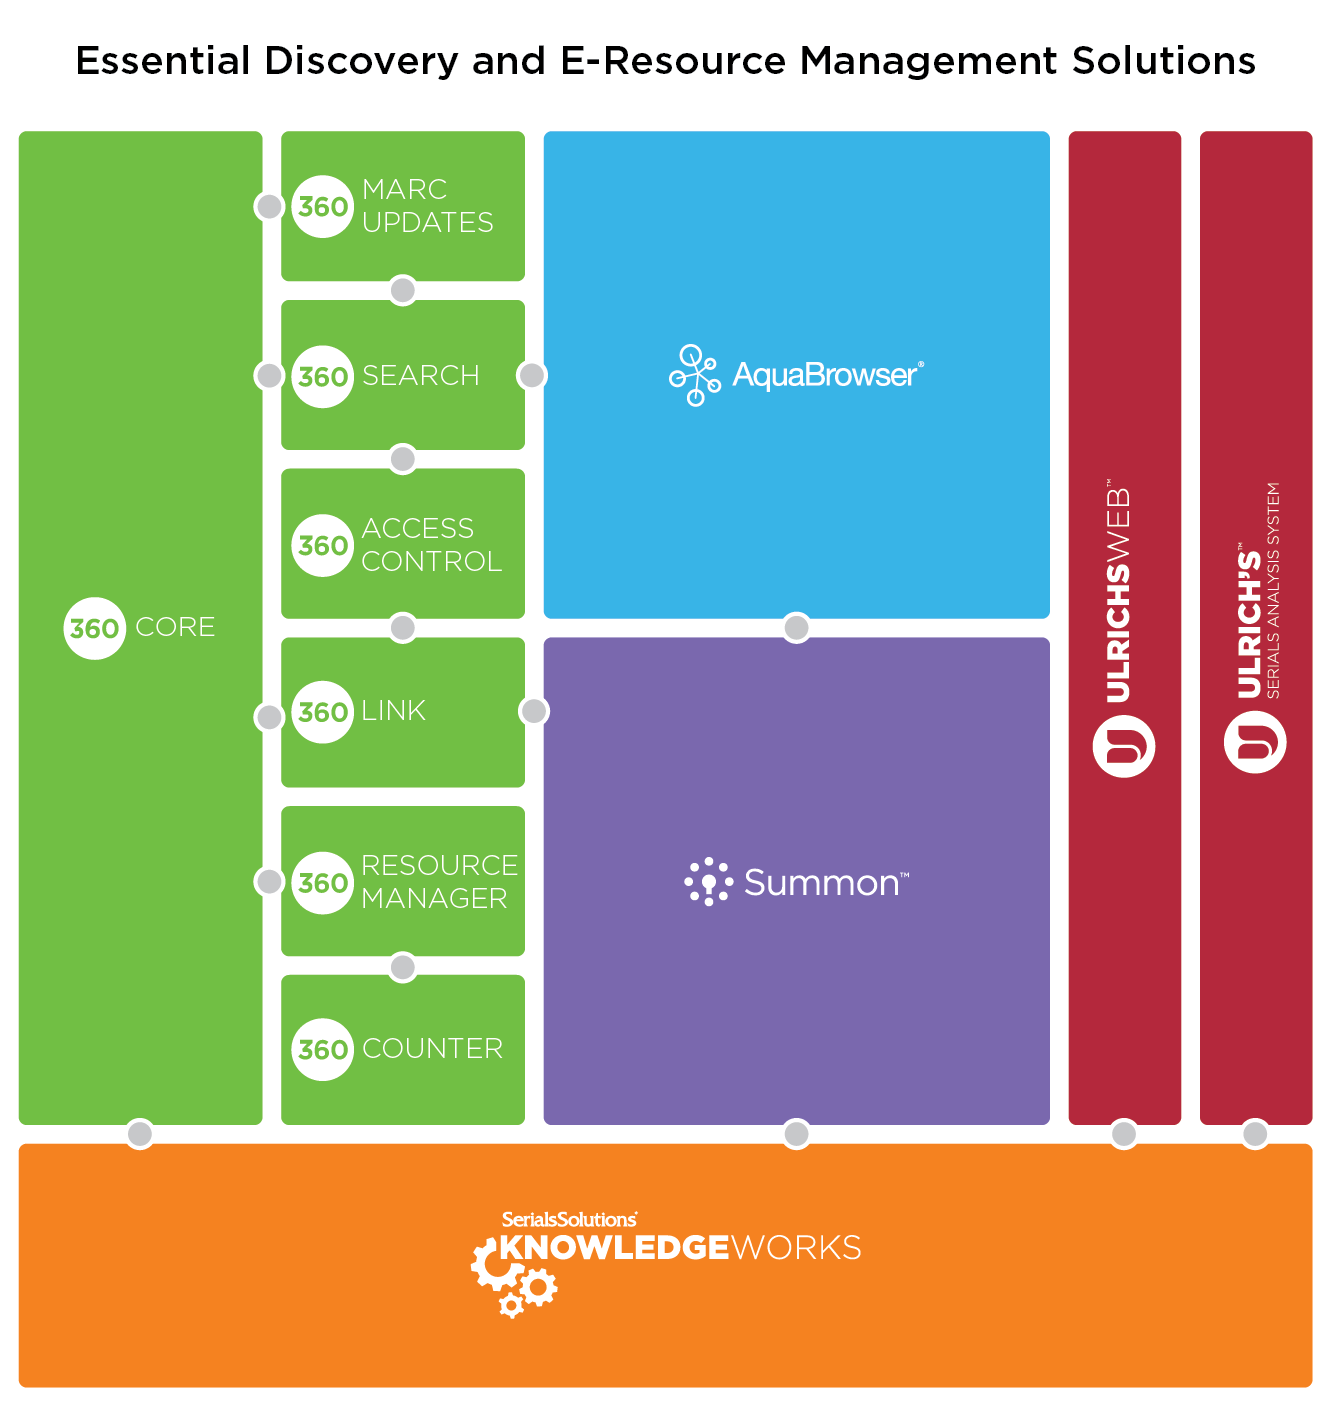 Essential Discovery and E-Resource Management Solutions
360 CORE
360 MARC
UPDATES
360 SEARCH
360 ACCESS
CONTROL
360 LINK
360 RESOURCE
MANAGER
360 COUNTER
AquaBrowser®
Summon™
ULRICHSWEB™
ULRICH'S™
SERIALS ANALYSIS SYSTEM
SerialsSolutions®
KNOWLEDGEWORKS